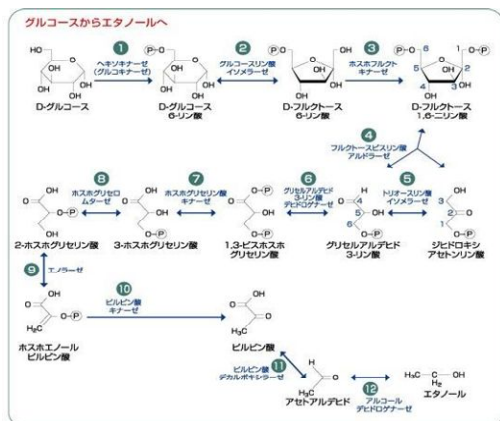 グルコースからエタノールへ
1
ヘキソキナーゼ
(グルコキナーゼ)
2
グルコースリン酸
イソメラーゼ
3
ホスホフルクト
キナーゼ
D-グルコース
D-グルコース
6-リン酸
D-フルクトース
6-リン酸
D-フルクトース
1,6-ニリン酸
4
フルクトースビスリン酸
アルドラーゼ
8
ホスホグリセロ
ムターゼ
7
ホスホグリセリン酸
キナーゼ
6
グリセルアルデヒド
3-リン酸
デヒドロゲナーゼ
5
トリオースリン酸
イソメラーゼ
2-ホスホグリセリン酸
3-ホスホグリセリン酸
1,3-ビスホスホ
グリセリン酸
グリセルアルデヒド
3-リン酸
ジヒドロキシ
アセトンリン酸
9
エノラーゼ
10
ピルビン酸
キナーゼ
ホスホエノール
ピルビン酸
ピルビン酸
11
ピルビン酸
デカルボキシラーゼ
アセトアルデヒド
12
アルコール
デヒドロゲナーゼ
エタノール